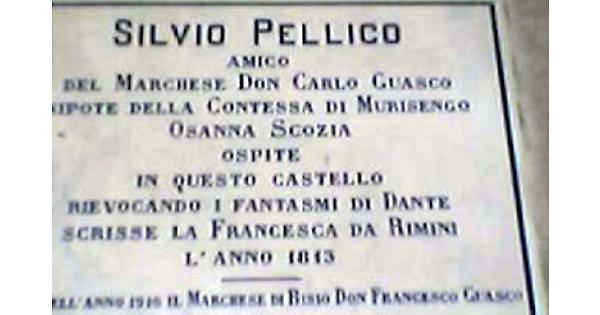 SILVIO PELLICO
AMICO
DEL MARCHESE DON CARLO GUASCO
NIPOTE DELLA CONTESSA DI MURISENGO
OSANNA SCOZIA
OSPITE
IN QUESTO CASTELLO
RIEVOCANDO I FANTASMI DI DANTE
SCRISSE LA FRANCESCA DA RIMINI
L'ANNO 1813
ELL'ANNO 1916 IL MARCHESE DI BISIO DON FRANCESCO GUASCO